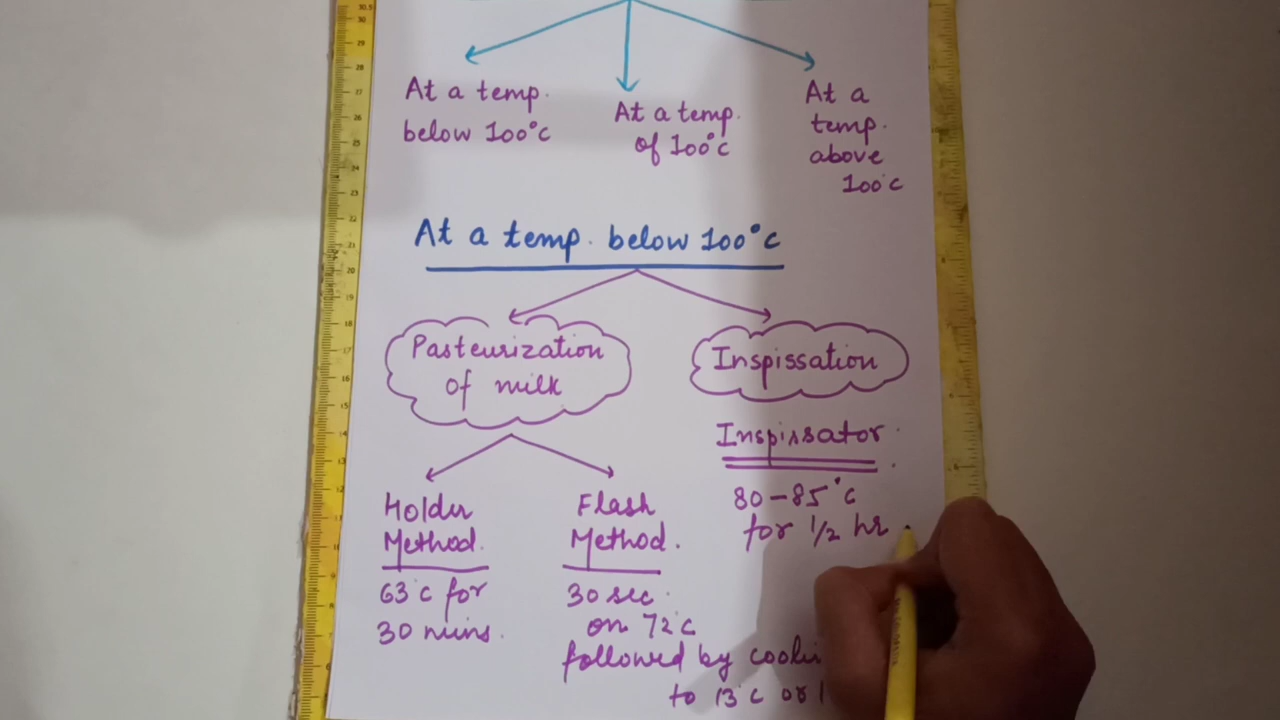 At a temp.
below 100°C
At a temp.
of 100°C
At a
temp.
above
100°C
At a temp. below 100°C
Pasteurization
of milk
Inspissation
Holder
Method.
63°C for
30 mins.
Flash
Method.
30 sec
on 72°C
followed by
to 13°C or
Inspissator.
80-85°C
for 1/2 hr